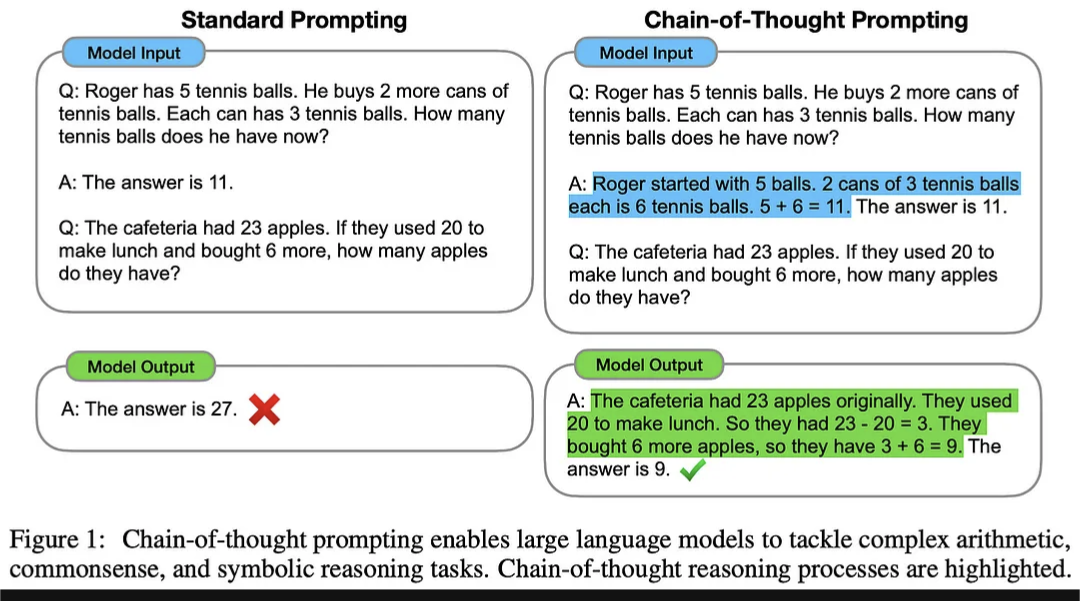 Standard Prompting
Model Input
Q: Roger has 5 tennis balls. He buys 2 more cans of
tennis balls. Each can has 3 tennis balls. How many
tennis balls does he have now?
A: The answer is 11.
Q: The cafeteria had 23 apples. If they used 20 to
make lunch and bought 6 more, how many apples
do they have?
Model Output
A: The answer is 27.
Chain-of-Thought Prompting
Model Input
Q: Roger has 5 tennis balls. He buys 2 more cans of
tennis balls. Each can has 3 tennis balls. How many
tennis balls does he have now?
A: Roger started with 5 balls. 2 cans of 3 tennis balls
each is 6 tennis balls. 5 + 6 = 11. The answer is 11.
Q: The cafeteria had 23 apples. If they used 20 to
make lunch and bought 6 more, how many apples
do they have?
Model Output
A: The cafeteria had 23 apples originally. They used
20 to make lunch. So they had 23 - 20 = 3. They
bought 6 more apples, so they have 3 + 6 = 9. The
answer is 9.
Figure 1: Chain-of-thought prompting enables large language models to tackle complex arithmetic,
commonsense, and symbolic reasoning tasks. Chain-of-thought reasoning processes are highlighted.